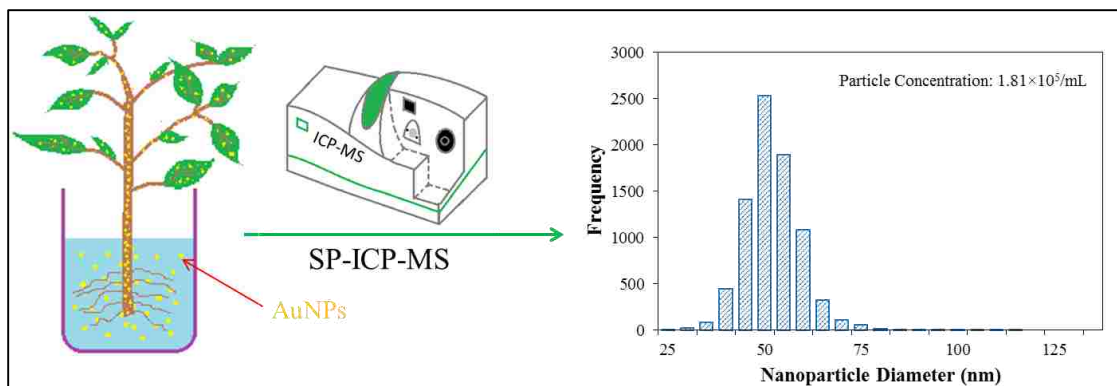 ICP-MS
SP-ICP-MS
AuNPs
3000
2500
2000
1500
1000
500
0
Frequency
Particle Concentration: 1.81×10⁵/mL
25
50
75
100
125
Nanoparticle Diameter (nm)